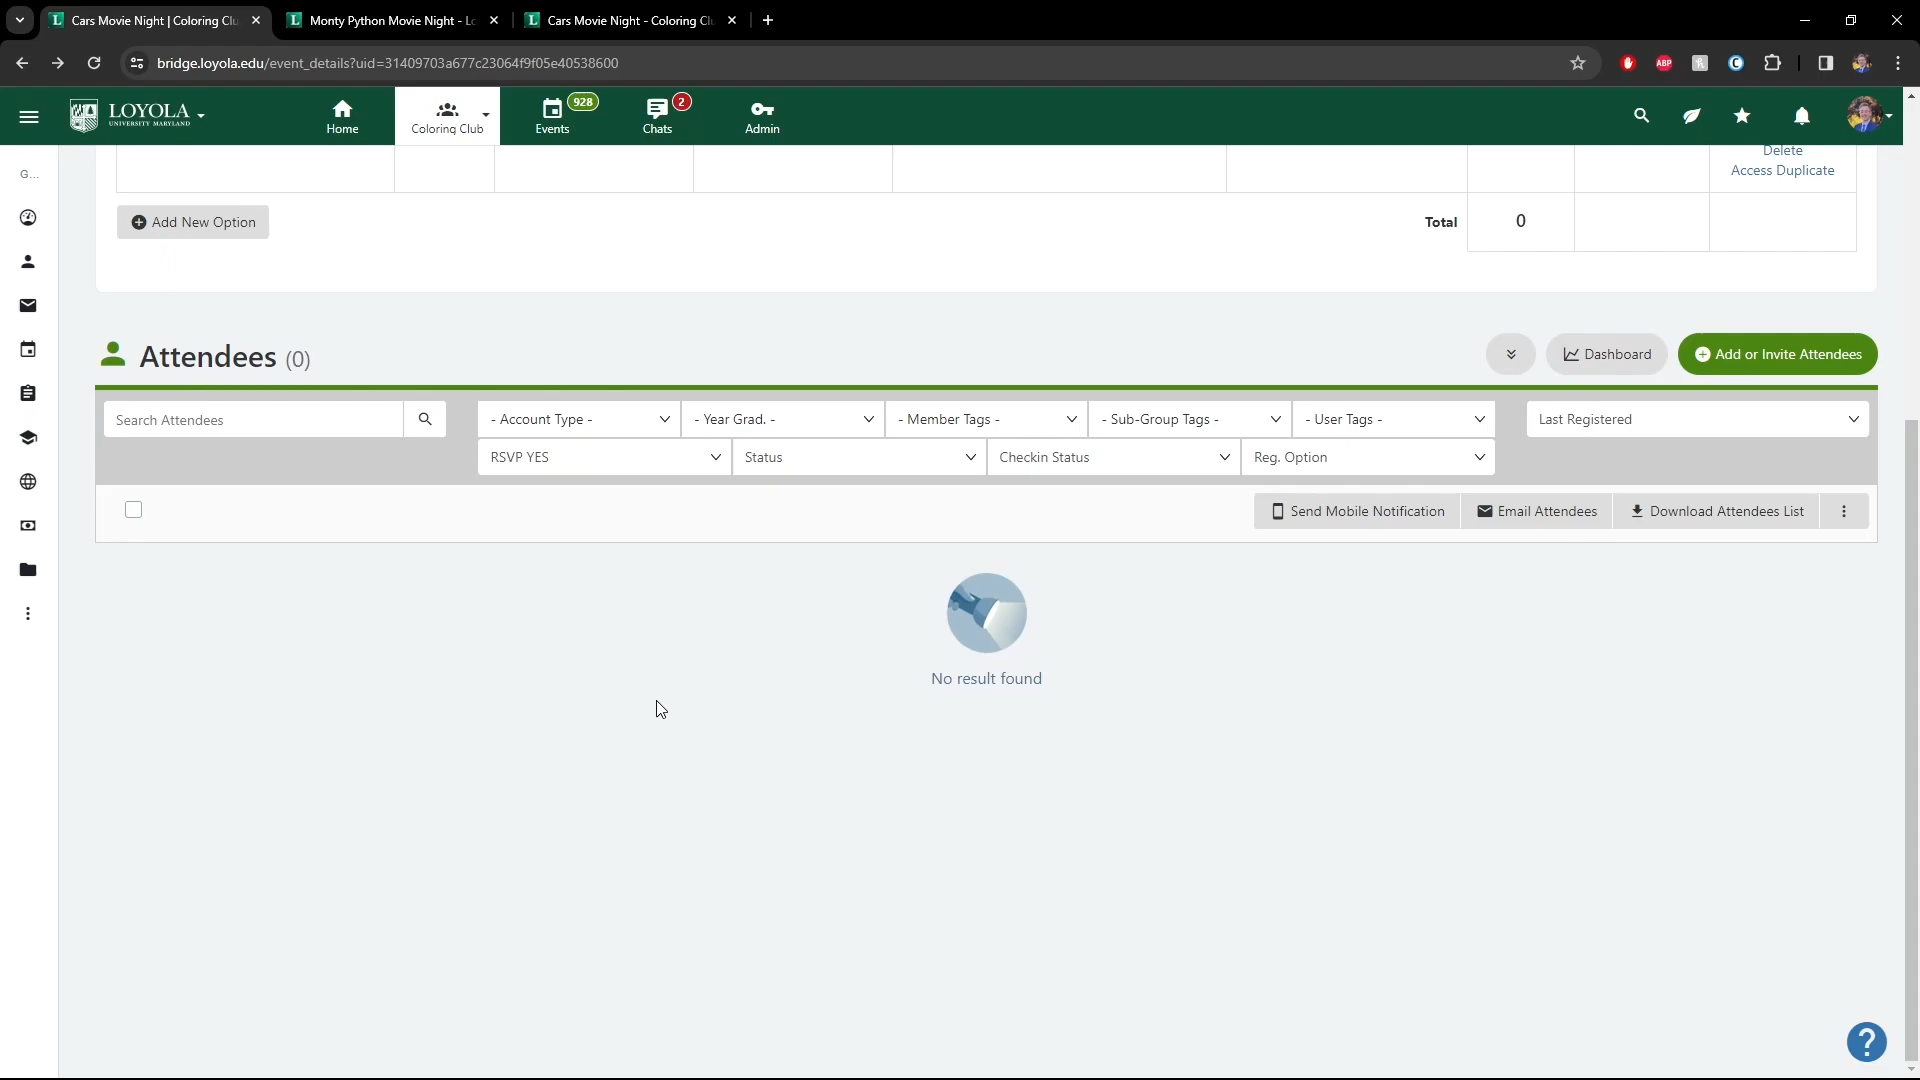 Cars Movie Night | Coloring Clu
Monty Python Movie Night - Lo
Cars Movie Night - Coloring Clu
bridge.loyola.edu/event_details?uid=31409703a677c23064f9f05e40538600
ABP
LOYOLA
UNIVERSITY MARYLAND
Home
Coloring Club
928
Events
2
Chats
Admin
G...
Delete
Access Duplicate
Add New Option
Total
0
Attendees (0)
Dashboard
Add or Invite Attendees
Search Attendees
- Account Type -
- Year Grad. -
- Member Tags -
- Sub-Group Tags -
- User Tags -
Last Registered
RSVP YES
Status
Checkin Status
Reg. Option
Send Mobile Notification
Email Attendees
Download Attendees List
No result found
?